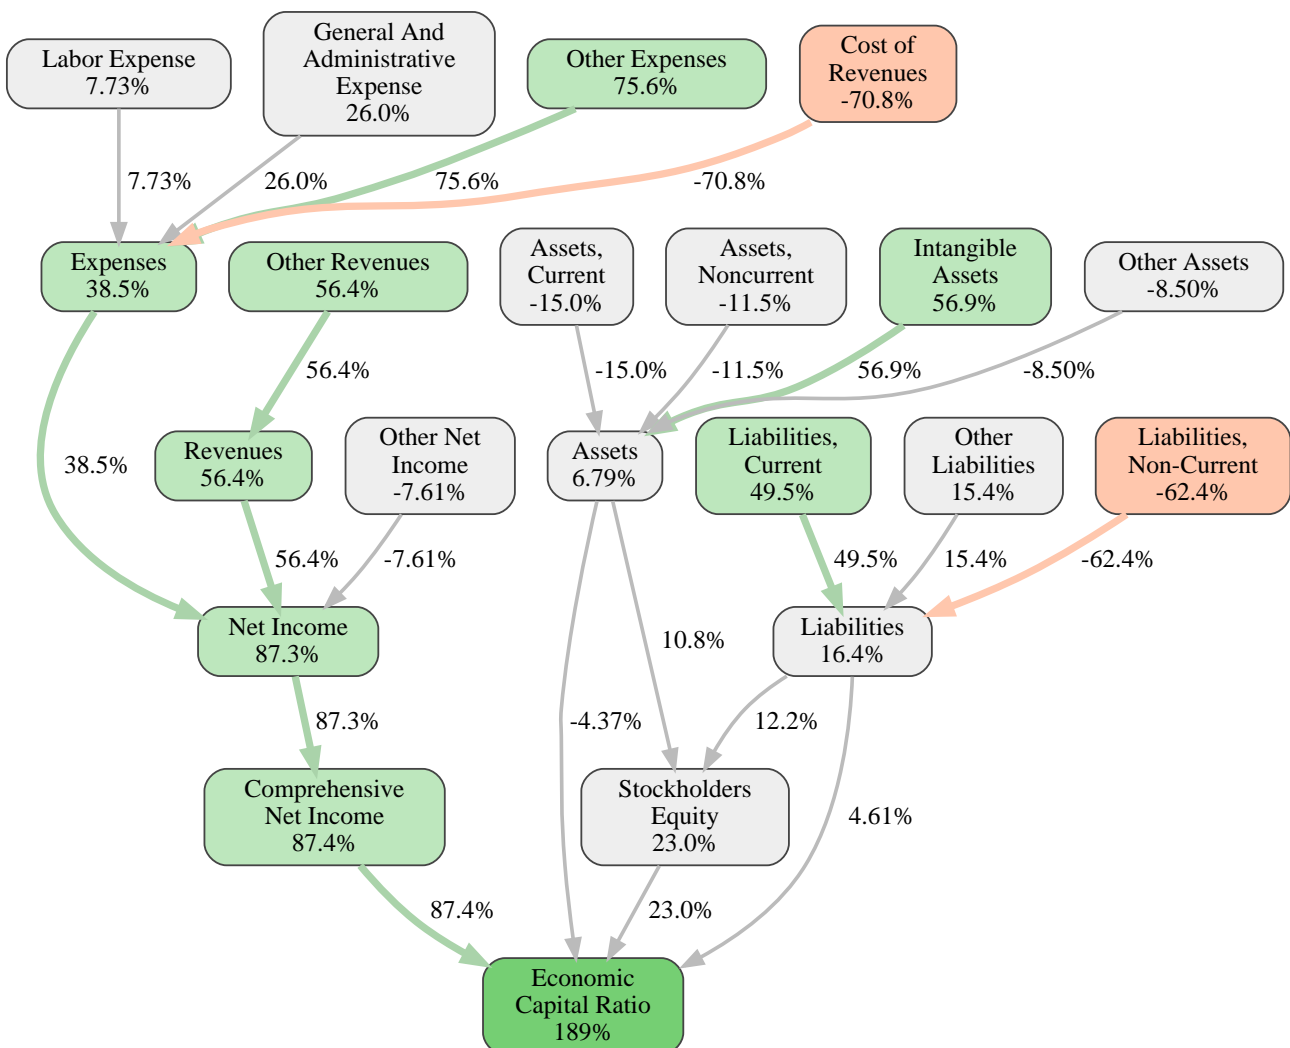 Labor Expense
7.73%
General And
Administrative
Expense
26.0%
Other Expenses
75.6%
Cost of
Revenues
-70.8%
7.73%
26.0%
75.6%
-70.8%
Expenses
38.5%
Other Revenues
56.4%
Assets,
Current
-15.0%
Assets,
Noncurrent
-11.5%
Intangible
Assets
56.9%
Other Assets
-8.50%
56.4%
-15.0%
-11.5%
56.9%
-8.50%
38.5%
Revenues
56.4%
Other Net
Income
-7.61%
Assets
6.79%
Liabilities,
Current
49.5%
Other
Liabilities
15.4%
Liabilities,
Non-Current
-62.4%
56.4%
-7.61%
49.5%
15.4%
-62.4%
Net Income
87.3%
10.8%
Liabilities
16.4%
87.3%
-4.37%
12.2%
Comprehensive
Net Income
87.4%
Stockholders
Equity
23.0%
4.61%
87.4%
23.0%
Economic
Capital Ratio
189%